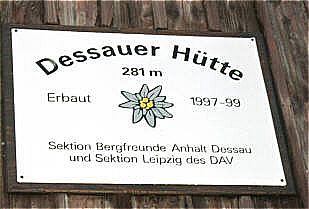 Dessauer Hütte
281 m
Erbaut 1997-99
Sektion Bergfreunde Anhalt Dessau
und Sektion Leipzig des DAV